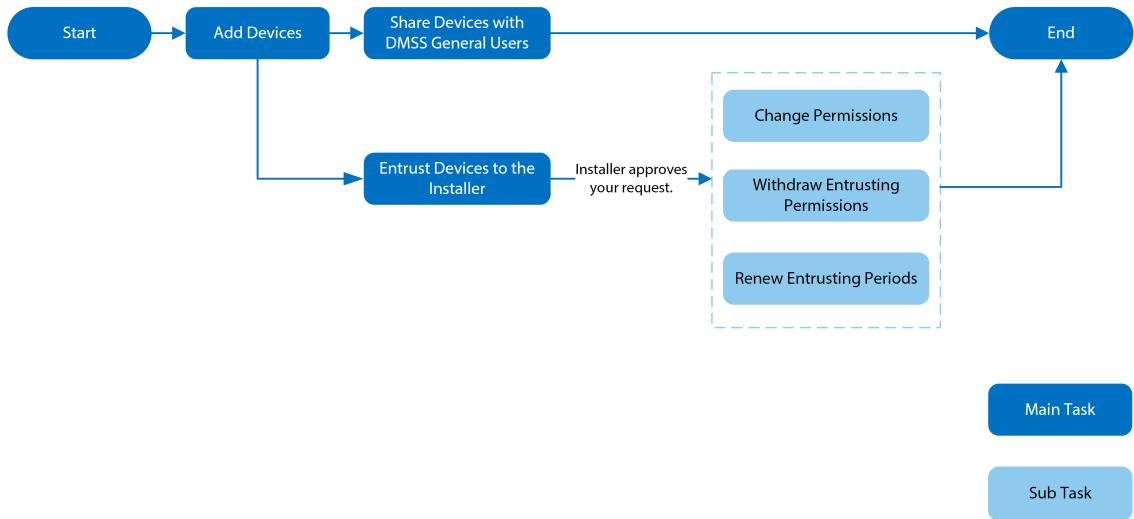 Start
Add Devices
Share Devices with
DMSS General Users
End
Change Permissions
Entrust Devices to the
Installer
Installer approves
your request.
Withdraw Entrusting
Permissions
Renew Entrusting Periods
Main Task
Sub Task